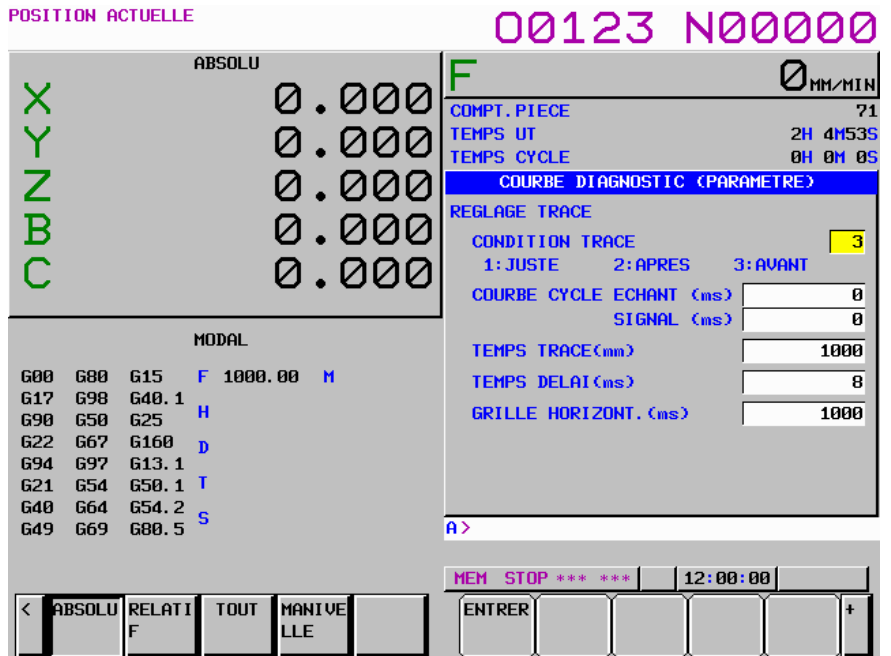 POSITION ACTUELLE
O0123 N00000
ABSOLU
X 0.000
Y 0.000
Z 0.000
B 0.000
C 0.000
F 0 MM/MIN
COMPT.PIECE 71
TEMPS UT 2H 4M53S
TEMPS CYCLE 0H 0M 0S
COURBE DIAGNOSTIC (PARAMETRE)
REGLAGE TRACE
CONDITION TRACE 3
1:JUSTE 2:APRES 3:AVANT
COURBE CYCLE ECHANT (ms) 0
SIGNAL (ms) 0
TEMPS TRACE(mm) 1000
TEMPS DELAI(ms) 8
GRILLE HORIZONT.(ms) 1000
MODAL
G00 G80 G15 F 1000.00 M
G17 G98 G40.1
G90 G50 G25 H
G22 G67 G160
G94 G97 G13.1 D
G21 G54 G50.1 T
G40 G64 G54.2
G49 G69 G80.5 S
A>
MEM STOP *** *** 12:00:00
< ABSOLU RELATIF TOUT MANIVELLE ENTRER +